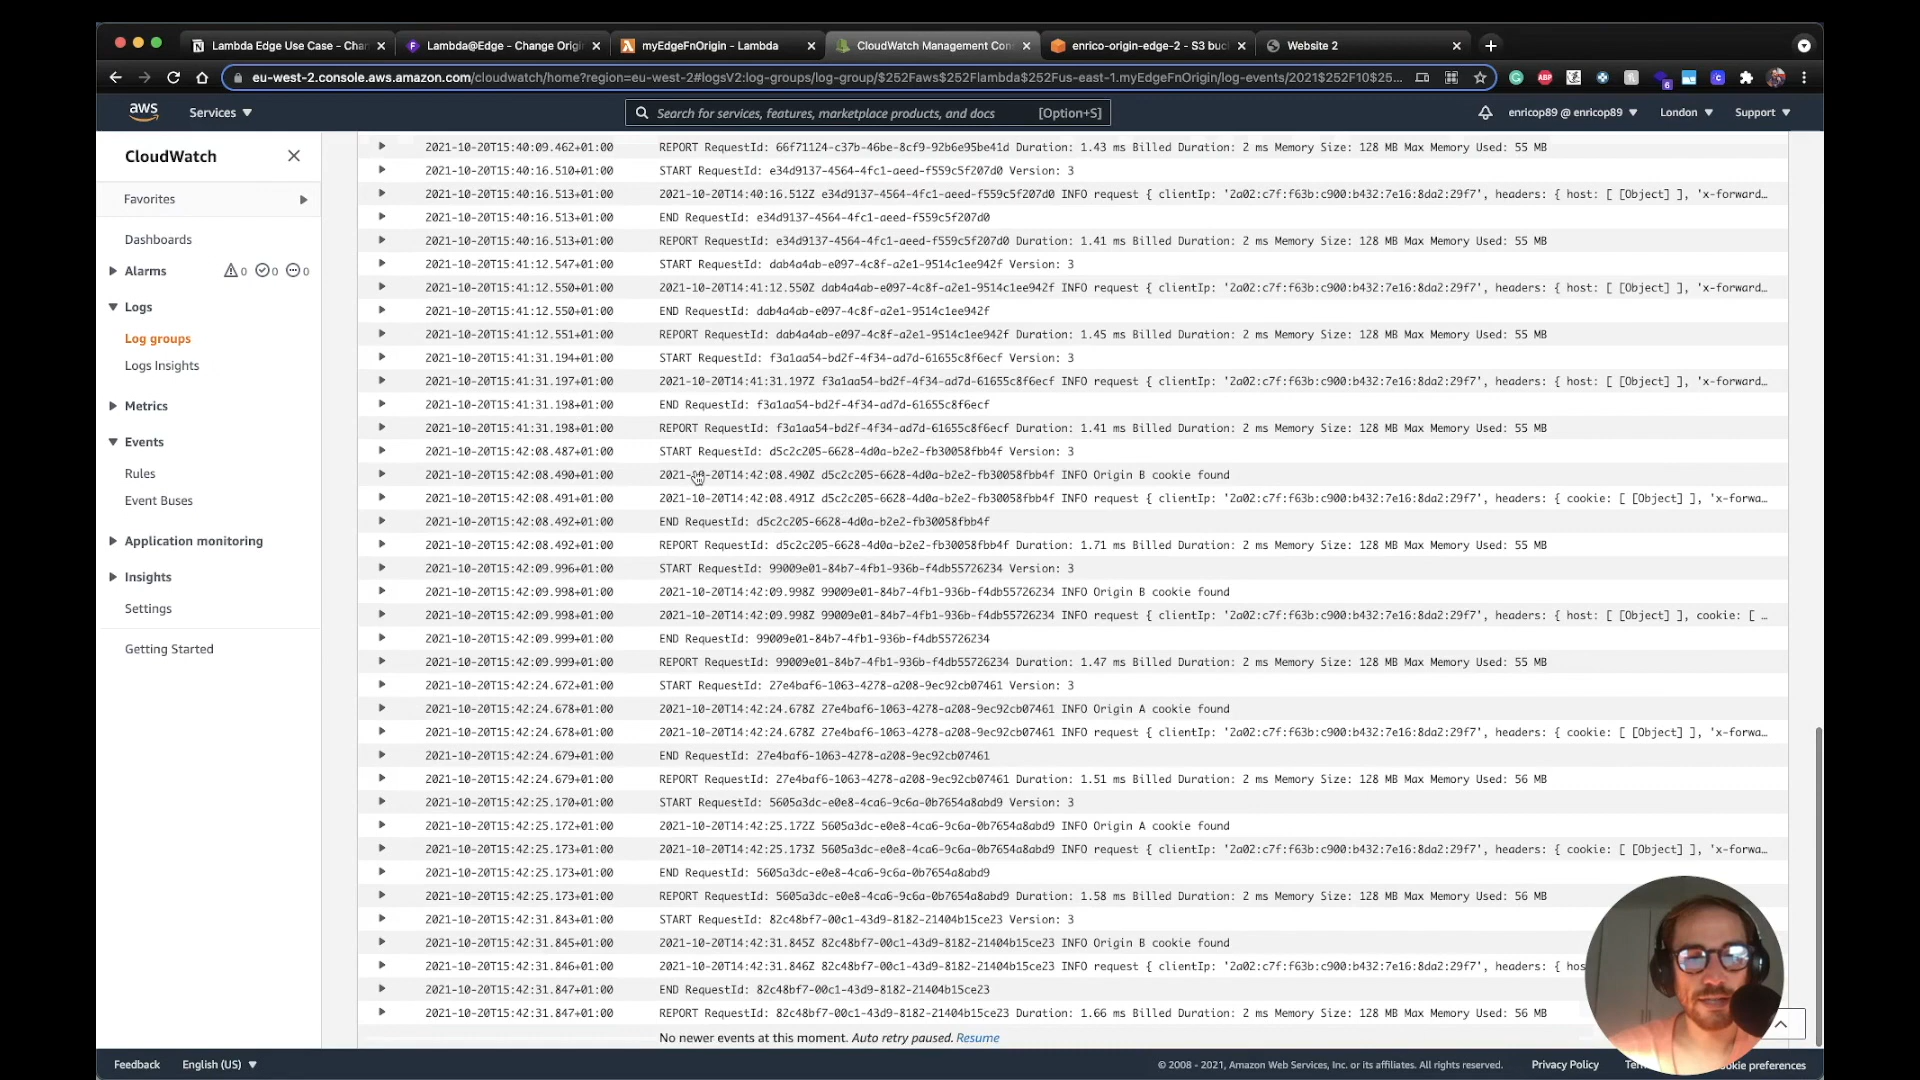 Lambda Edge Use Case - Cha
Lambda@Edge - Change Origi
myEdgeFnOrigin - Lambda
CloudWatch Management Con
enrico-origin-edge-2 - S3 buc
Website 2
eu-west-2.console.aws.amazon.com/cloudwatch/home?region=eu-west-2#logsV2:log-groups/log-group/$252Faws$252Flambda$252Fus-east-1.myEdgeFnOrigin/log-events/2021$252F10$25...
ABP
6
aws
Services
Search for services, features, marketplace products, and docs
[Option+S]
enricop89 @ enricop89
London
Support
CloudWatch
Favorites
Dashboards
Alarms
0
0
0
Logs
Log groups
Logs Insights
Metrics
Events
Rules
Event Buses
Application monitoring
Insights
Settings
Getting Started
2021-10-20T15:40:09.462+01:00 REPORT RequestId: 66f71124-c37b-46be-8cf9-92b6e95be41d Duration: 1.43 ms Billed Duration: 2 ms Memory Size: 128 MB Max Memory Used: 55 MB
2021-10-20T15:40:16.510+01:00 START RequestId: e34d9137-4564-4fc1-aeed-f559c5f207d0 Version: 3
2021-10-20T15:40:16.513+01:00 2021-10-20T14:40:16.512Z e34d9137-4564-4fc1-aeed-f559c5f207d0 INFO request { clientIp: '2a02:c7f:f63b:c900:b432:7e16:8da2:29f7', headers: { host: [ [Object] ], 'x-forward…
2021-10-20T15:40:16.513+01:00 END RequestId: e34d9137-4564-4fc1-aeed-f559c5f207d0
2021-10-20T15:40:16.513+01:00 REPORT RequestId: e34d9137-4564-4fc1-aeed-f559c5f207d0 Duration: 1.41 ms Billed Duration: 2 ms Memory Size: 128 MB Max Memory Used: 55 MB
2021-10-20T15:41:12.547+01:00 START RequestId: dab4a4ab-e097-4c8f-a2e1-9514c1ee942f Version: 3
2021-10-20T15:41:12.550+01:00 2021-10-20T14:41:12.550Z dab4a4ab-e097-4c8f-a2e1-9514c1ee942f INFO request { clientIp: '2a02:c7f:f63b:c900:b432:7e16:8da2:29f7', headers: { host: [ [Object] ], 'x-forward…
2021-10-20T15:41:12.550+01:00 END RequestId: dab4a4ab-e097-4c8f-a2e1-9514c1ee942f
2021-10-20T15:41:12.551+01:00 REPORT RequestId: dab4a4ab-e097-4c8f-a2e1-9514c1ee942f Duration: 1.45 ms Billed Duration: 2 ms Memory Size: 128 MB Max Memory Used: 55 MB
2021-10-20T15:41:31.194+01:00 START RequestId: f3a1aa54-bd2f-4f34-ad7d-61655c8f6ecf Version: 3
2021-10-20T15:41:31.197+01:00 2021-10-20T14:41:31.197Z f3a1aa54-bd2f-4f34-ad7d-61655c8f6ecf INFO request { clientIp: '2a02:c7f:f63b:c900:b432:7e16:8da2:29f7', headers: { host: [ [Object] ], 'x-forward…
2021-10-20T15:41:31.198+01:00 END RequestId: f3a1aa54-bd2f-4f34-ad7d-61655c8f6ecf
2021-10-20T15:41:31.198+01:00 REPORT RequestId: f3a1aa54-bd2f-4f34-ad7d-61655c8f6ecf Duration: 1.41 ms Billed Duration: 2 ms Memory Size: 128 MB Max Memory Used: 55 MB
2021-10-20T15:42:08.487+01:00 START RequestId: d5c2c205-6628-4d0a-b2e2-fb30058fbb4f Version: 3
2021-10-20T15:42:08.490+01:00 2021-10-20T14:42:08.490Z d5c2c205-6628-4d0a-b2e2-fb30058fbb4f INFO Origin B cookie found
2021-10-20T15:42:08.491+01:00 2021-10-20T14:42:08.491Z d5c2c205-6628-4d0a-b2e2-fb30058fbb4f INFO request { clientIp: '2a02:c7f:f63b:c900:b432:7e16:8da2:29f7', headers: { cookie: [ [Object] ], 'x-forwa…
2021-10-20T15:42:08.492+01:00 END RequestId: d5c2c205-6628-4d0a-b2e2-fb30058fbb4f
2021-10-20T15:42:08.492+01:00 REPORT RequestId: d5c2c205-6628-4d0a-b2e2-fb30058fbb4f Duration: 1.71 ms Billed Duration: 2 ms Memory Size: 128 MB Max Memory Used: 55 MB
2021-10-20T15:42:09.996+01:00 START RequestId: 99009e01-84b7-4fb1-936b-f4db55726234 Version: 3
2021-10-20T15:42:09.998+01:00 2021-10-20T14:42:09.998Z 99009e01-84b7-4fb1-936b-f4db55726234 INFO Origin B cookie found
2021-10-20T15:42:09.998+01:00 2021-10-20T14:42:09.998Z 99009e01-84b7-4fb1-936b-f4db55726234 INFO request { clientIp: '2a02:c7f:f63b:c900:b432:7e16:8da2:29f7', headers: { host: [ [Object] ], cookie: [ …
2021-10-20T15:42:09.999+01:00 END RequestId: 99009e01-84b7-4fb1-936b-f4db55726234
2021-10-20T15:42:09.999+01:00 REPORT RequestId: 99009e01-84b7-4fb1-936b-f4db55726234 Duration: 1.47 ms Billed Duration: 2 ms Memory Size: 128 MB Max Memory Used: 55 MB
2021-10-20T15:42:24.672+01:00 START RequestId: 27e4baf6-1063-4278-a208-9ec92cb07461 Version: 3
2021-10-20T15:42:24.678+01:00 2021-10-20T14:42:24.678Z 27e4baf6-1063-4278-a208-9ec92cb07461 INFO Origin A cookie found
2021-10-20T15:42:24.678+01:00 2021-10-20T14:42:24.678Z 27e4baf6-1063-4278-a208-9ec92cb07461 INFO request { clientIp: '2a02:c7f:f63b:c900:b432:7e16:8da2:29f7', headers: { cookie: [ [Object] ], 'x-forwa…
2021-10-20T15:42:24.679+01:00 END RequestId: 27e4baf6-1063-4278-a208-9ec92cb07461
2021-10-20T15:42:24.679+01:00 REPORT RequestId: 27e4baf6-1063-4278-a208-9ec92cb07461 Duration: 1.51 ms Billed Duration: 2 ms Memory Size: 128 MB Max Memory Used: 56 MB
2021-10-20T15:42:25.170+01:00 START RequestId: 5605a3dc-e0e8-4ca6-9c6a-0b7654a8abd9 Version: 3
2021-10-20T15:42:25.172+01:00 2021-10-20T14:42:25.172Z 5605a3dc-e0e8-4ca6-9c6a-0b7654a8abd9 INFO Origin A cookie found
2021-10-20T15:42:25.173+01:00 2021-10-20T14:42:25.173Z 5605a3dc-e0e8-4ca6-9c6a-0b7654a8abd9 INFO request { clientIp: '2a02:c7f:f63b:c900:b432:7e16:8da2:29f7', headers: { cookie: [ [Object] ], 'x-forwa…
2021-10-20T15:42:25.173+01:00 END RequestId: 5605a3dc-e0e8-4ca6-9c6a-0b7654a8abd9
2021-10-20T15:42:25.173+01:00 REPORT RequestId: 5605a3dc-e0e8-4ca6-9c6a-0b7654a8abd9 Duration: 1.58 ms Billed Duration: 2 ms Memory Size: 128 MB Max Memory Used: 56 MB
2021-10-20T15:42:31.843+01:00 START RequestId: 82c48bf7-00c1-43d9-8182-21404b15ce23 Version: 3
2021-10-20T15:42:31.845+01:00 2021-10-20T14:42:31.845Z 82c48bf7-00c1-43d9-8182-21404b15ce23 INFO Origin B cookie found
2021-10-20T15:42:31.846+01:00 2021-10-20T14:42:31.846Z 82c48bf7-00c1-43d9-8182-21404b15ce23 INFO request { clientIp: '2a02:c7f:f63b:c900:b432:7e16:8da2:29f7', headers: { hos
2021-10-20T15:42:31.847+01:00 END RequestId: 82c48bf7-00c1-43d9-8182-21404b15ce23
2021-10-20T15:42:31.847+01:00 REPORT RequestId: 82c48bf7-00c1-43d9-8182-21404b15ce23 Duration: 1.66 ms Billed Duration: 2 ms Memory Size: 128 MB Max Memory Used: 56 MB
No newer events at this moment. Auto retry paused. Resume
Feedback
English (US)
© 2008 - 2021, Amazon Web Services, Inc. or its affiliates. All rights reserved.
Privacy Policy
Te
okie preferences